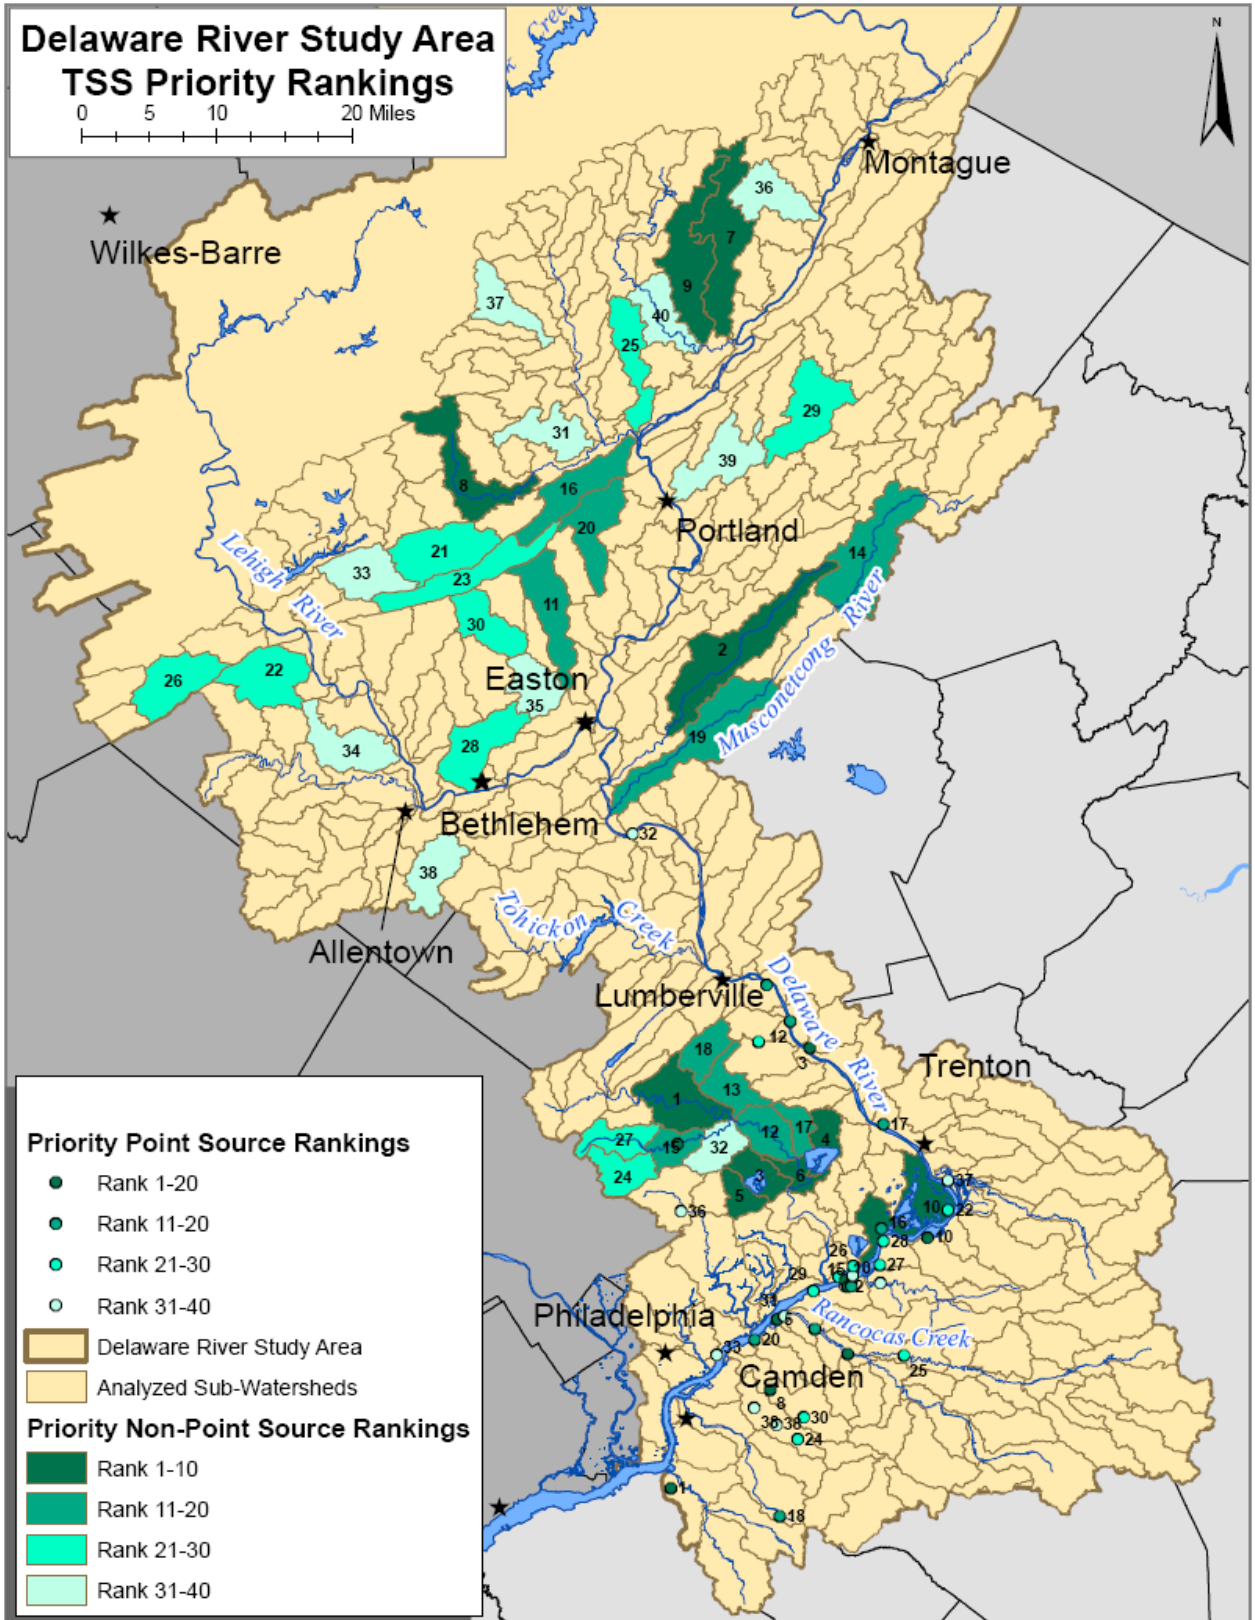 Delaware River Study Area
TSS Priority Rankings
0 5 10 20 Miles
N
Creek
Montague
36
Wilkes-Barre
7
9
37
40
25
29
31
39
8
16
Portland
20
21
14
Lehigh River
33
23
11
30
2
Musconetcong River
26
22
Easton
35
19
34
28
Bethlehem
32
38
Tohickon Creek
Allentown
Lumberville
Delaware River
12
3
18
Trenton
13
1
17
27
15
12
17
4
32
24
3
6
5
37
10
22
36
16
10
28
26
27
15
29
2
31
5
Philadelphia
Rancocas Creek
20
33
25
Camden
8
38
30
24
1
18
Priority Point Source Rankings
Rank 1-20
Rank 11-20
Rank 21-30
Rank 31-40
Delaware River Study Area
Analyzed Sub-Watersheds
Priority Non-Point Source Rankings
Rank 1-10
Rank 11-20
Rank 21-30
Rank 31-40